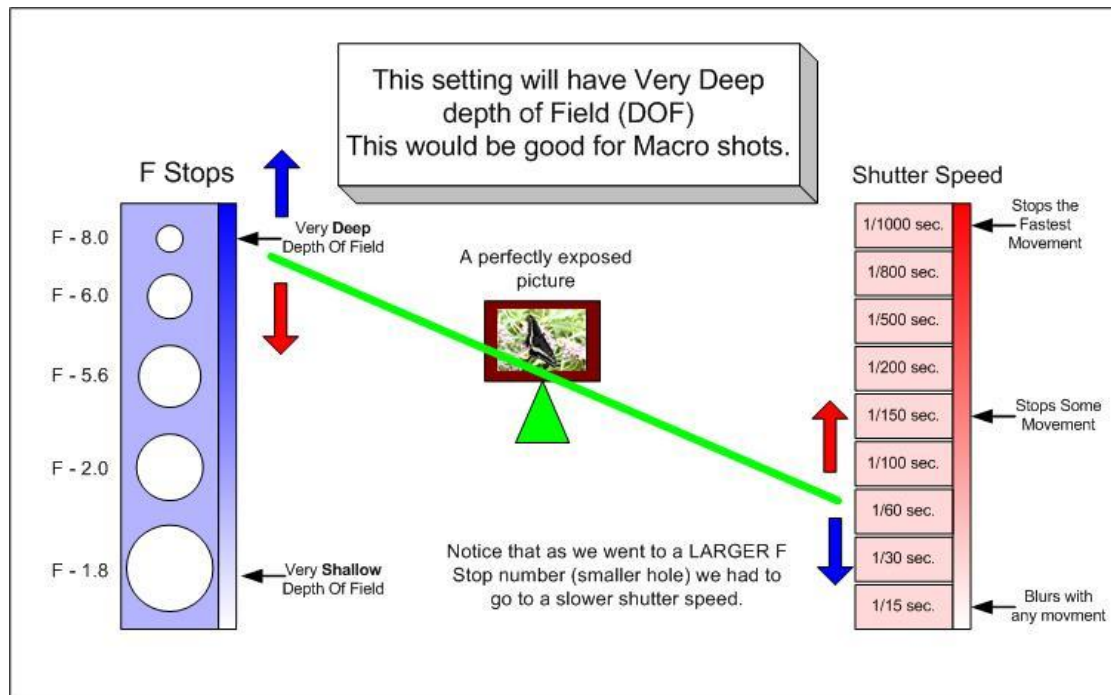 This setting will have Very Deep
depth of Field (DOF)
This would be good for Macro shots.
F Stops
F - 8.0
F - 6.0
F - 5.6
F - 2.0
F - 1.8
Very Deep
Depth Of Field
Very Shallow
Depth Of Field
A perfectly exposed
picture
Notice that as we went to a LARGER F
Stop number (smaller hole) we had to
go to a slower shutter speed.
Shutter Speed
1/1000 sec.
1/800 sec.
1/500 sec.
1/200 sec.
1/150 sec.
1/100 sec.
1/60 sec.
1/30 sec.
1/15 sec.
Stops the
Fastest
Movement
Stops Some
Movement
Blurs with
any movment